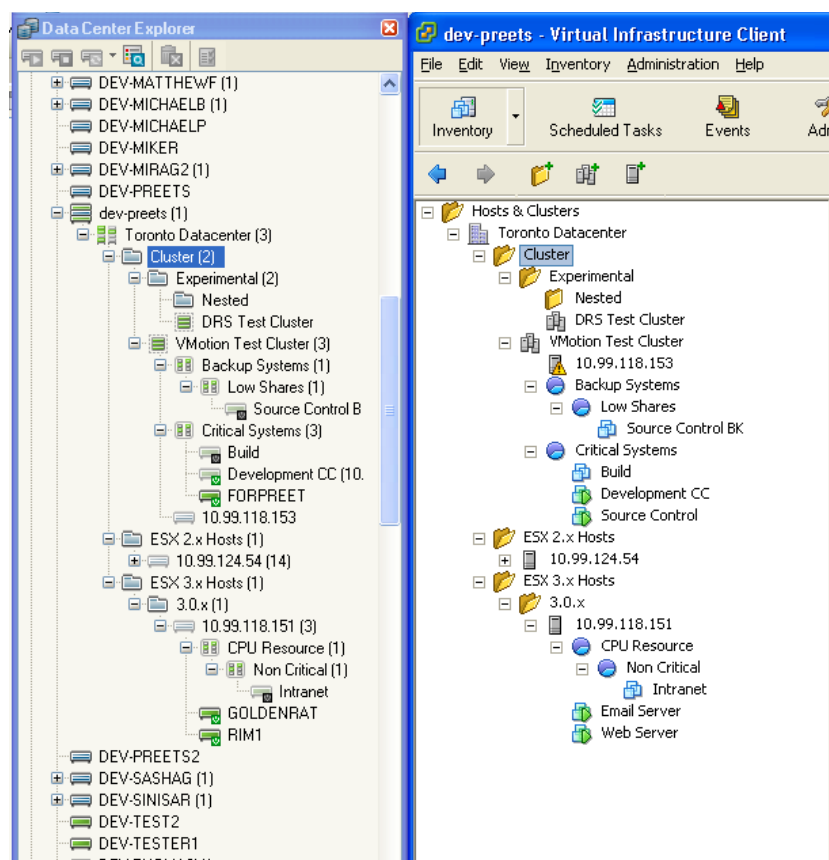 Data Center Explorer
DEV-MATTHEWF (1)
DEV-MICHAELB (1)
DEV-MICHAELP
DEV-MIKER
DEV-MIRAG2 (1)
DEV-PREETS
dev-preets (1)
Toronto Datacenter (3)
Cluster (2)
Experimental (2)
Nested
DRS Test Cluster
VMotion Test Cluster (3)
Backup Systems (1)
Low Shares (1)
Source Control B
Critical Systems (3)
Build
Development CC (10.
FORPREET
10.99.118.153
ESX 2.x Hosts (1)
10.99.124.54 (14)
ESX 3.x Hosts (1)
3.0.x (1)
10.99.118.151 (3)
CPU Resource (1)
Non Critical (1)
Intranet
GOLDENRAT
RIM1
DEV-PREETS2
DEV-SASHAG (1)
DEV-SINISAR (1)
DEV-TEST2
DEV-TESTER1
dev-preets - Virtual Infrastructure Client
File Edit View Inventory Administration Help
Inventory Scheduled Tasks Events Adm
Hosts & Clusters
Toronto Datacenter
Cluster
Experimental
Nested
DRS Test Cluster
VMotion Test Cluster
10.99.118.153
Backup Systems
Low Shares
Source Control BK
Critical Systems
Build
Development CC
Source Control
ESX 2.x Hosts
10.99.124.54
ESX 3.x Hosts
3.0.x
10.99.118.151
CPU Resource
Non Critical
Intranet
Email Server
Web Server